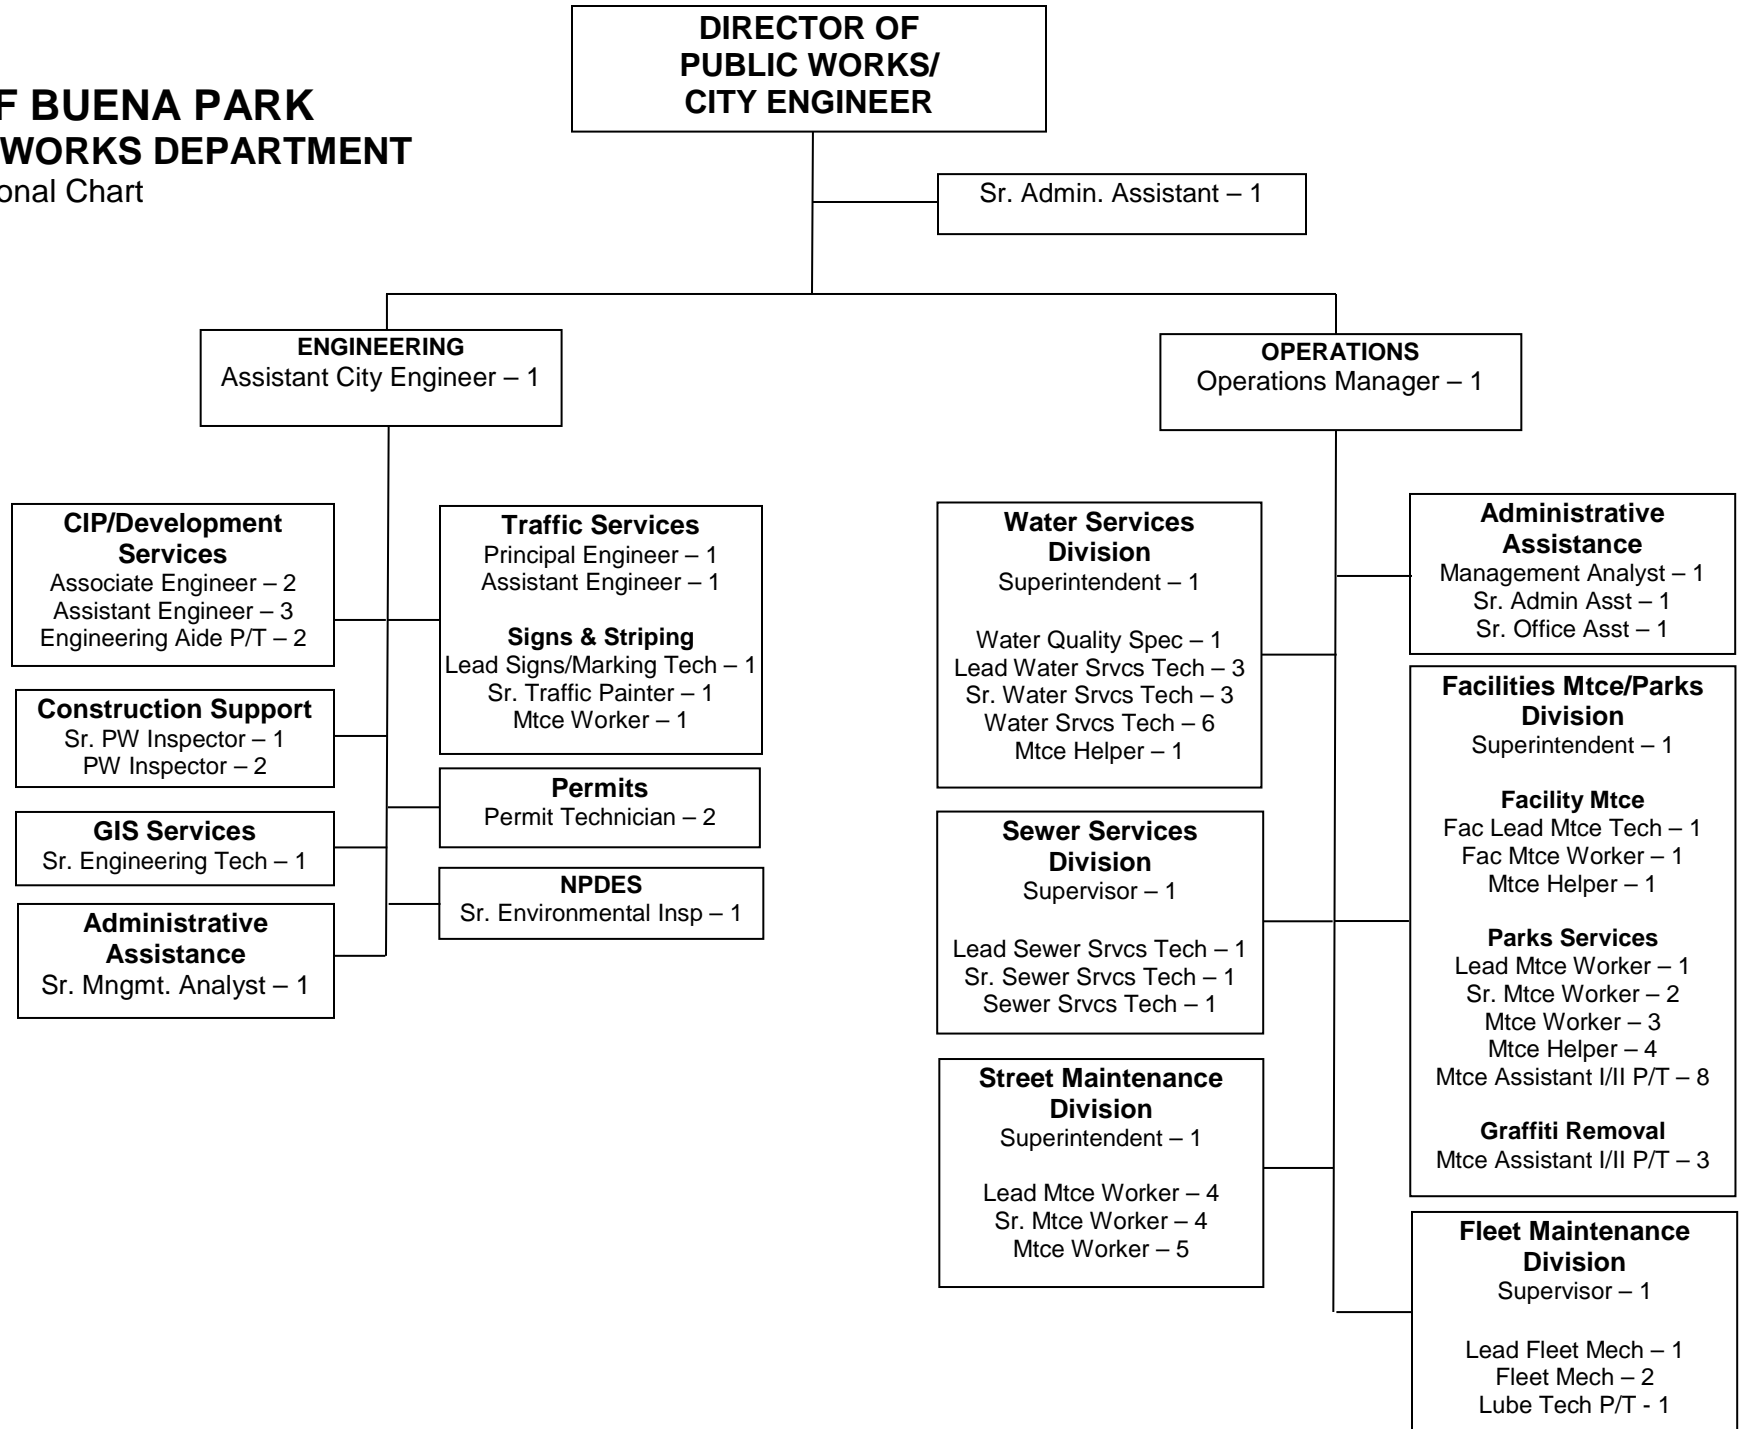 DIRECTOR OF
PUBLIC WORKS/
CITY ENGINEER
F BUENA PARK
WORKS DEPARTMENT
onal Chart
Sr. Admin. Assistant – 1
ENGINEERING
Assistant City Engineer – 1
OPERATIONS
Operations Manager – 1
CIP/Development
Services
Associate Engineer – 2
Assistant Engineer – 3
Engineering Aide P/T – 2
Construction Support
Sr. PW Inspector – 1
PW Inspector – 2
GIS Services
Sr. Engineering Tech – 1
Administrative
Assistance
Sr. Mngmt. Analyst – 1
Traffic Services
Principal Engineer – 1
Assistant Engineer – 1
Signs & Striping
Lead Signs/Marking Tech – 1
Sr. Traffic Painter – 1
Mtce Worker – 1
Permits
Permit Technician – 2
NPDES
Sr. Environmental Insp – 1
Water Services
Division
Superintendent – 1
Water Quality Spec – 1
Lead Water Srvcs Tech – 3
Sr. Water Srvcs Tech – 3
Water Srvcs Tech – 6
Mtce Helper – 1
Sewer Services
Division
Supervisor – 1
Lead Sewer Srvcs Tech – 1
Sr. Sewer Srvcs Tech – 1
Sewer Srvcs Tech – 1
Street Maintenance
Division
Superintendent – 1
Lead Mtce Worker – 4
Sr. Mtce Worker – 4
Mtce Worker – 5
Administrative
Assistance
Management Analyst – 1
Sr. Admin Asst – 1
Sr. Office Asst – 1
Facilities Mtce/Parks
Division
Superintendent – 1
Facility Mtce
Fac Lead Mtce Tech – 1
Fac Mtce Worker – 1
Mtce Helper – 1
Parks Services
Lead Mtce Worker – 1
Sr. Mtce Worker – 2
Mtce Worker – 3
Mtce Helper – 4
Mtce Assistant I/II P/T – 8
Graffiti Removal
Mtce Assistant I/II P/T – 3
Fleet Maintenance
Division
Supervisor – 1
Lead Fleet Mech – 1
Fleet Mech – 2
Lube Tech P/T - 1